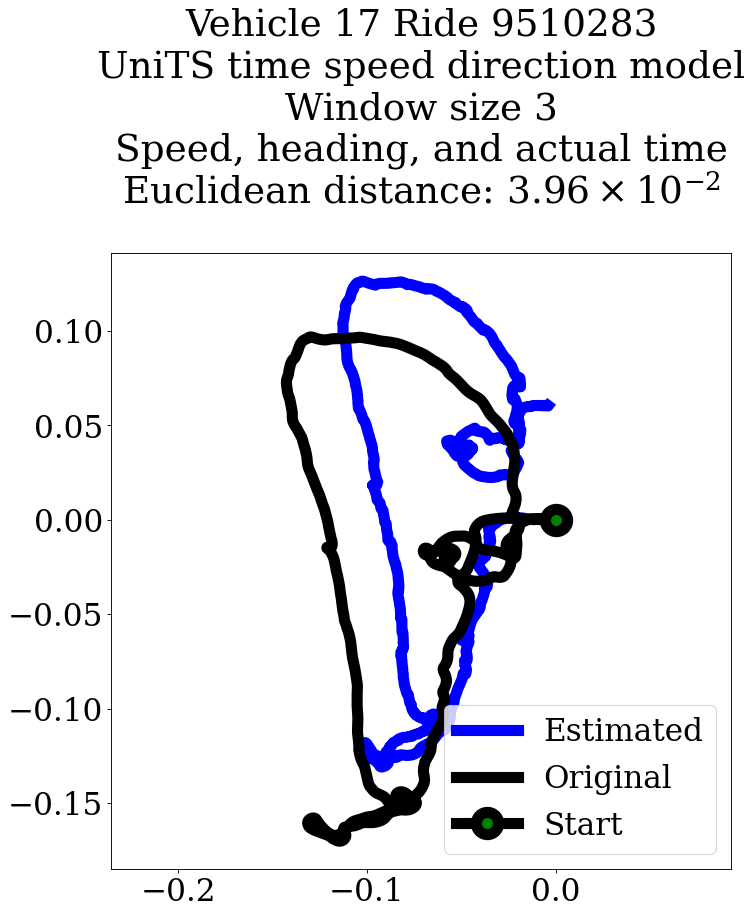 Vehicle 17 Ride 9510283
UniTS time speed direction model
Window size 3
Speed, heading, and actual time
Euclidean distance: 3.96 × 10⁻²
0.10
0.05
0.00
−0.05
−0.10
−0.15
−0.2
−0.1
0.0
Estimated
Original
Start